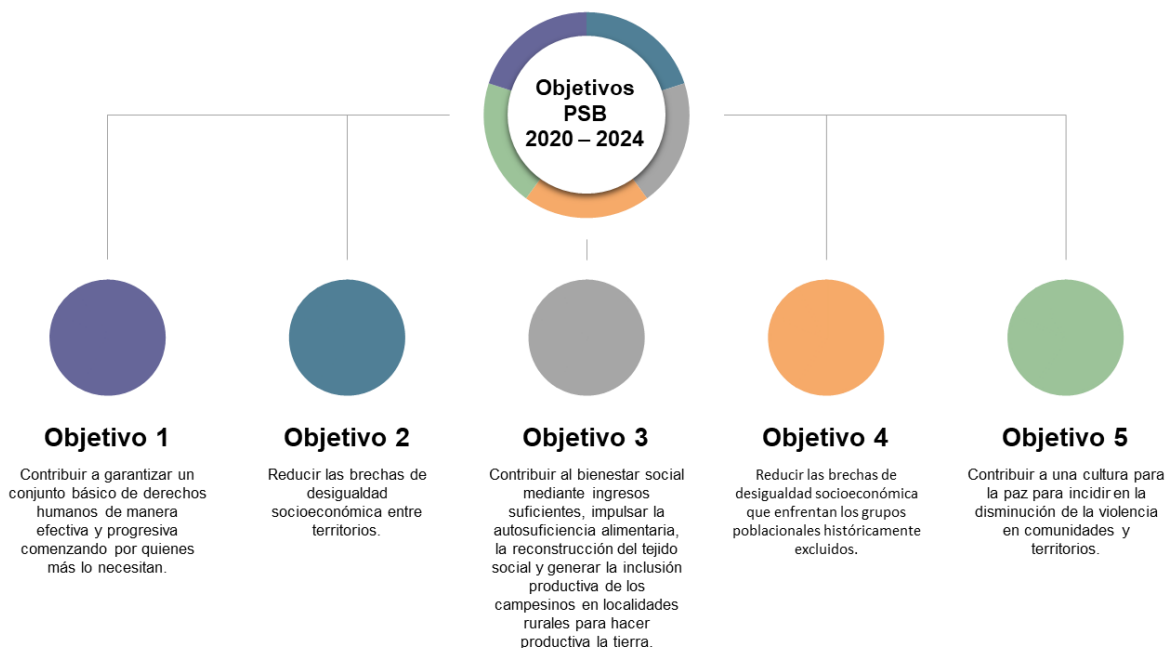 Objetivos
PSB
2020 – 2024
Objetivo 1
Contribuir a garantizar un
conjunto básico de derechos
humanos de manera
efectiva y progresiva
comenzando por quienes
más lo necesitan.
Objetivo 2
Reducir las brechas de
desigualdad
socioeconómica entre
territorios.
Objetivo 3
Contribuir al bienestar social
mediante ingresos
suficientes, impulsar la
autosuficiencia alimentaria,
la reconstrucción del tejido
social y generar la inclusión
productiva de los
campesinos en localidades
rurales para hacer
productiva la tierra.
Objetivo 4
Reducir las brechas de
desigualdad socioeconómica
que enfrentan los grupos
poblacionales históricamente
excluidos.
Objetivo 5
Contribuir a una cultura para
la paz para incidir en la
disminución de la violencia
en comunidades y
territorios.